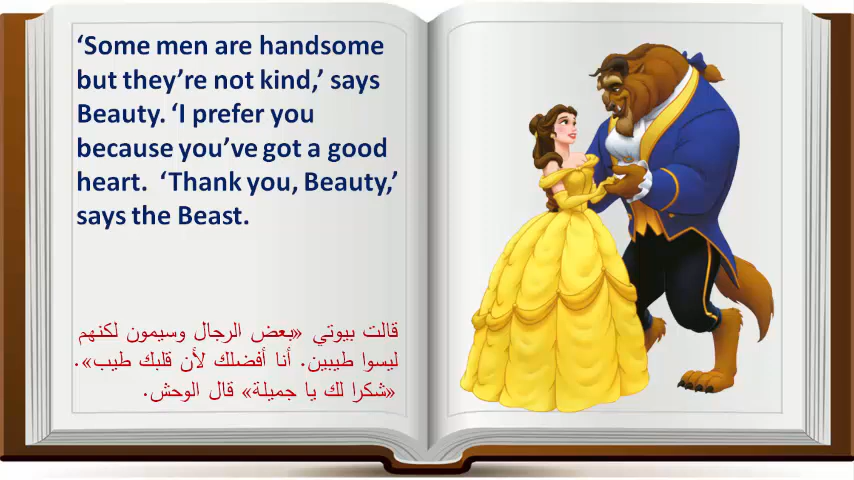 ‘Some men are handsome
but they’re not kind,’ says
Beauty. ‘I prefer you
because you’ve got a good
heart.  ‘Thank you, Beauty,’
says the Beast.
قالت بيوتي «بعض الرجال وسيمون لكنهم
ليسوا طيبين. أنا أفضلك لأن قلبك طيب».
«شكرا لك يا جميلة» قال الوحش.